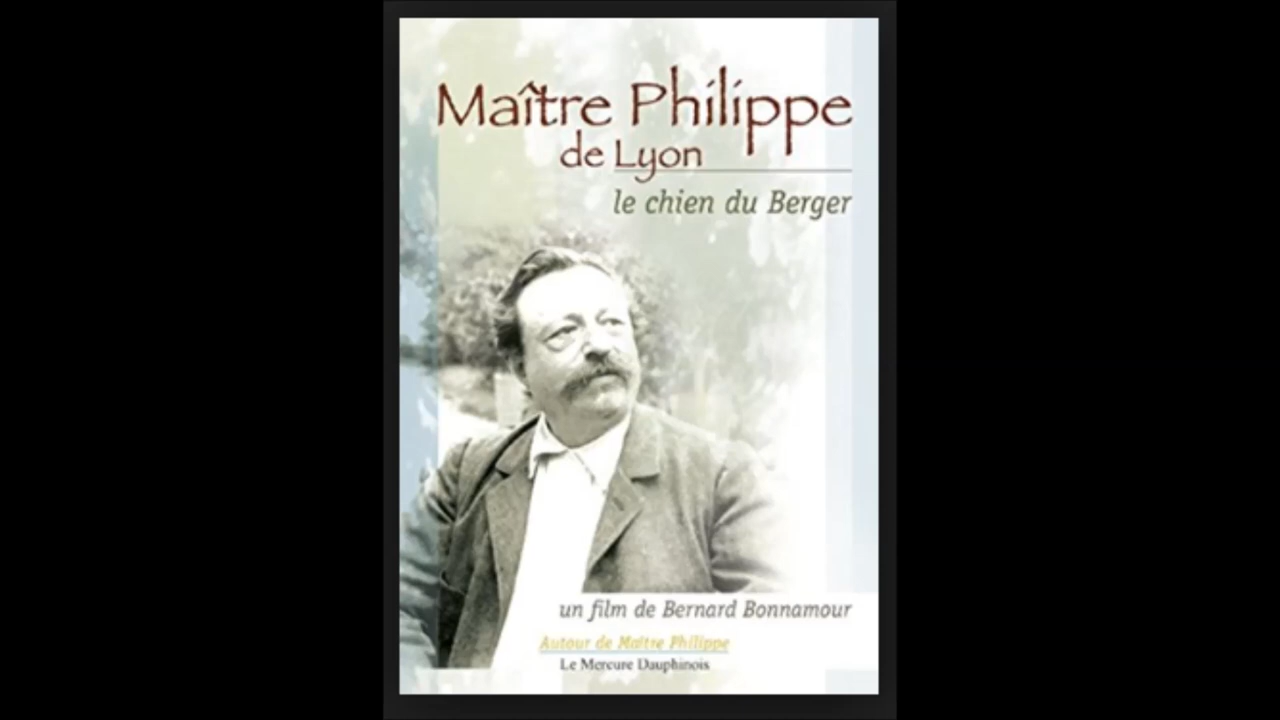 Maître Philippe
de Lyon
le chien du Berger
un film de Bernard Bonnamour
Autour de Maître Philippe
Le Mercure Dauphinois